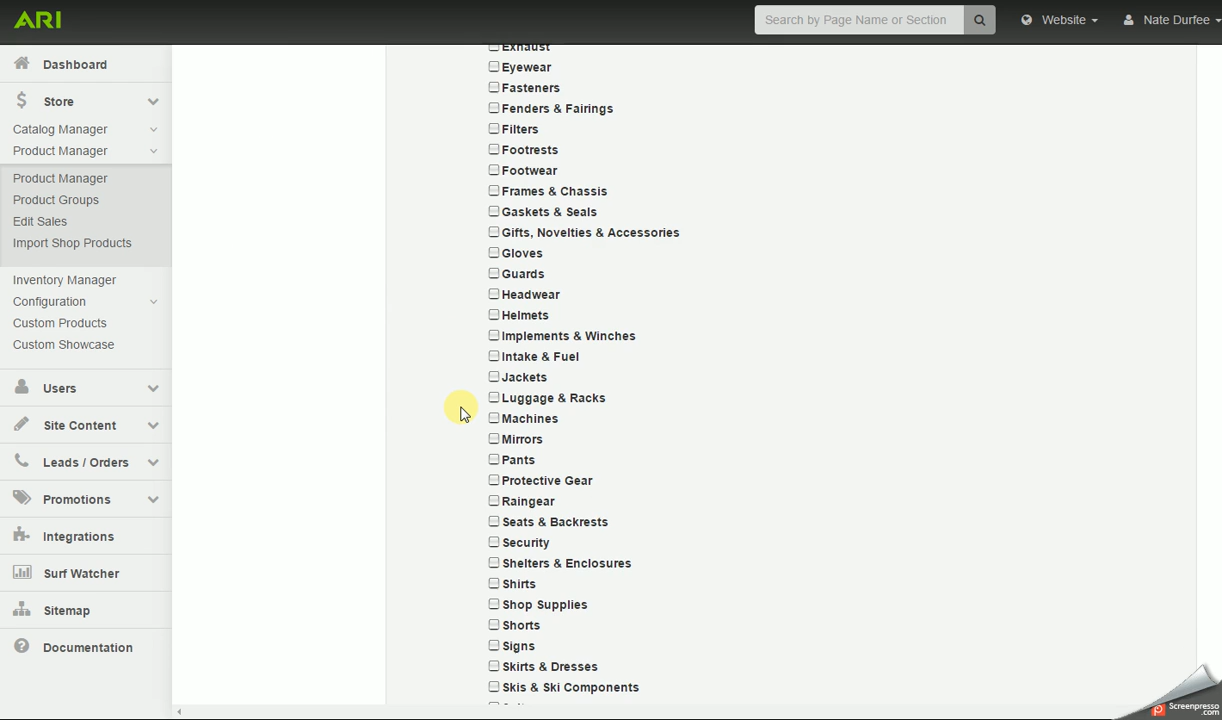 ARI
Search by Page Name or Section
Website
Nate Durfee
Dashboard
Store
Catalog Manager
Product Manager
Product Manager
Product Groups
Edit Sales
Import Shop Products
Inventory Manager
Configuration
Custom Products
Custom Showcase
Users
Site Content
Leads / Orders
Promotions
Integrations
Surf Watcher
Sitemap
Documentation
Exhaust
Eyewear
Fasteners
Fenders & Fairings
Filters
Footrests
Footwear
Frames & Chassis
Gaskets & Seals
Gifts, Novelties & Accessories
Gloves
Guards
Headwear
Helmets
Implements & Winches
Intake & Fuel
Jackets
Luggage & Racks
Machines
Mirrors
Pants
Protective Gear
Raingear
Seats & Backrests
Security
Shelters & Enclosures
Shirts
Shop Supplies
Shorts
Signs
Skirts & Dresses
Skis & Ski Components
Screenpresso
.com